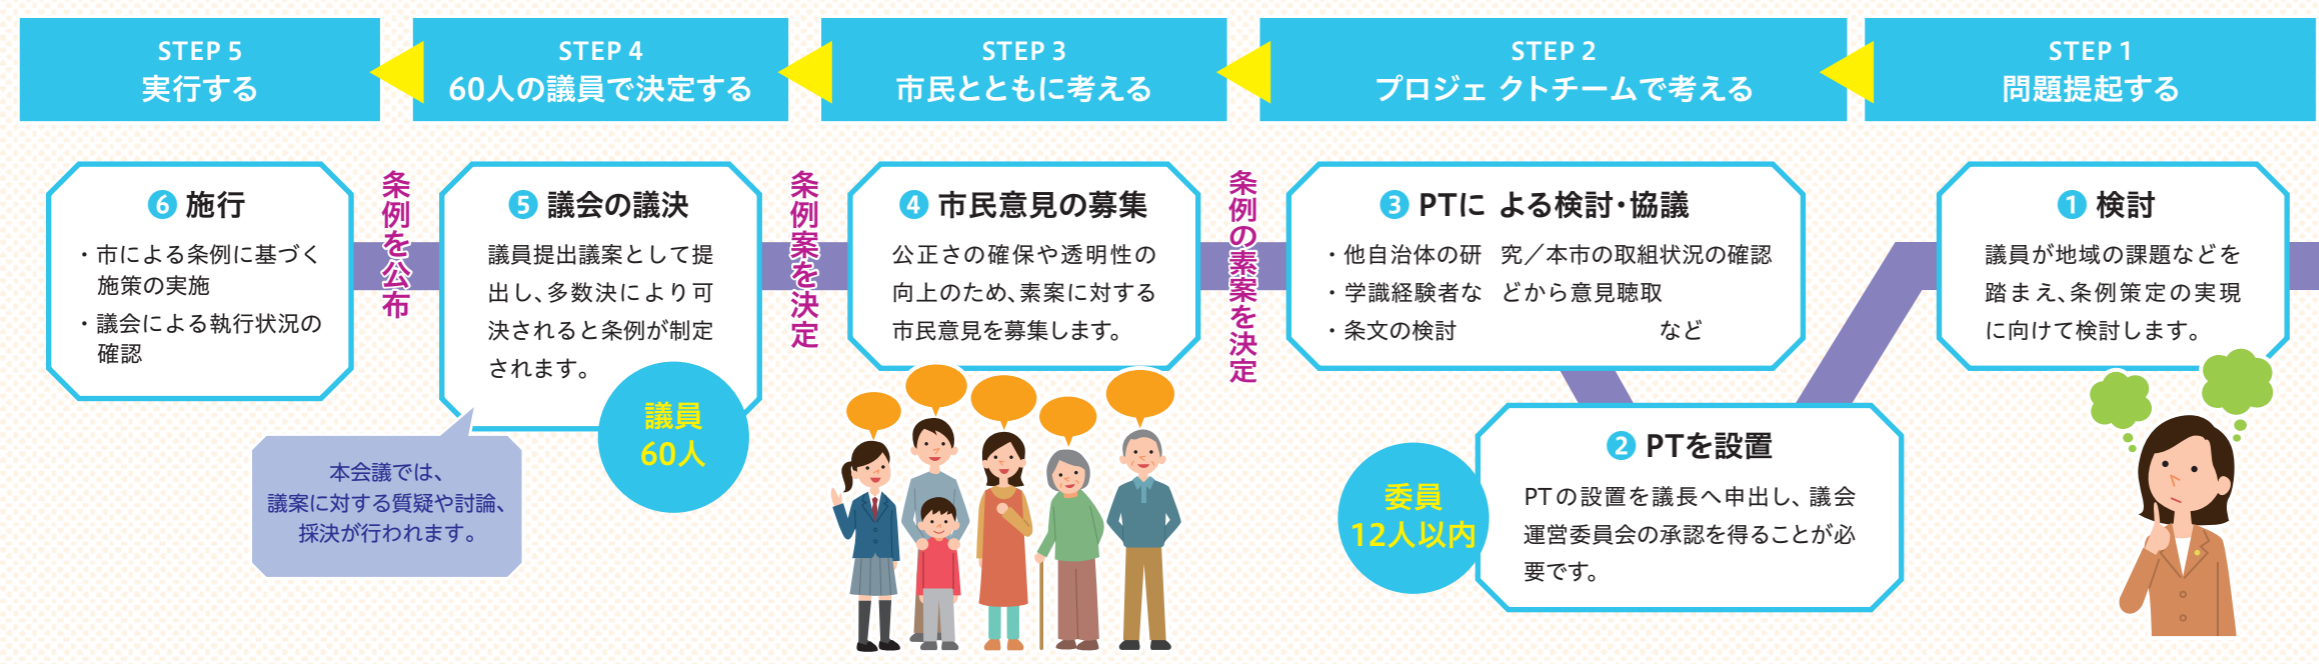 STEP 1
問題提起する
STEP 2
プロジェ クトチームで考える
STEP 3
市民とともに考える
STEP 4
60人の議員で決定する
STEP 5
実行する
❶ 検討
議員が地域の課題などを
踏まえ、条例策定の実現
に向けて検討します。
❷ PTを設置
PTの設置を議長へ申出し、議会
運営委員会の承認を得ることが必
要です。
委員
12人以内
❸ PTに よる検討・協議
・他自治体の研 究／本市の取組状況の確認
・学識経験者な どから意見聴取
・条文の検討 など
条例の素案を決定
❹ 市民意見の募集
公正さの確保や透明性の
向上のため、素案に対する
市民意見を募集します。
条例案を決定
❺ 議会の議決
議員提出議案として提
出し、多数決により可
決されると条例が制定
されます。
議員
60人
本会議では、
議案に対する質疑や討論、
採決が行われます。
条例を公布
❻ 施行
・市による条例に基づく
施策の実施
・議会による執行状況の
確認